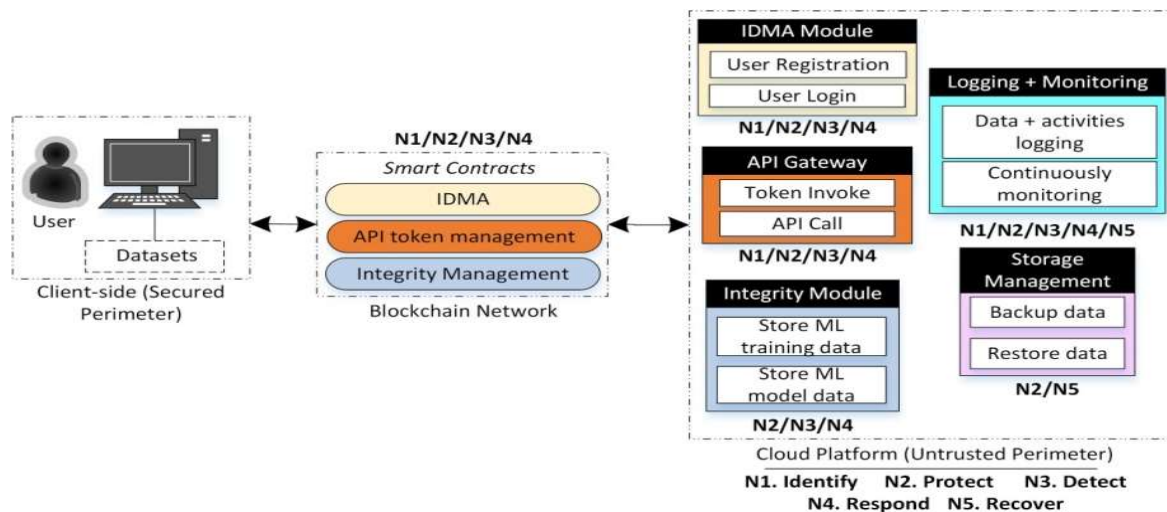 User
Datasets
Client-side (Secured
Perimeter)
N1/N2/N3/N4
Smart Contracts
IDMA
API token management
Integrity Management
Blockchain Network
IDMA Module
User Registration
User Login
N1/N2/N3/N4
API Gateway
Token Invoke
API Call
N1/N2/N3/N4
Integrity Module
Store ML
training data
Store ML
model data
N2/N3/N4
Logging + Monitoring
Data + activities
logging
Continuously
monitoring
N1/N2/N3/N4/N5
Storage
Management
Backup data
Restore data
N2/N5
Cloud Platform (Untrusted Perimeter)
N1. Identify N2. Protect N3. Detect
N4. Respond N5. Recover